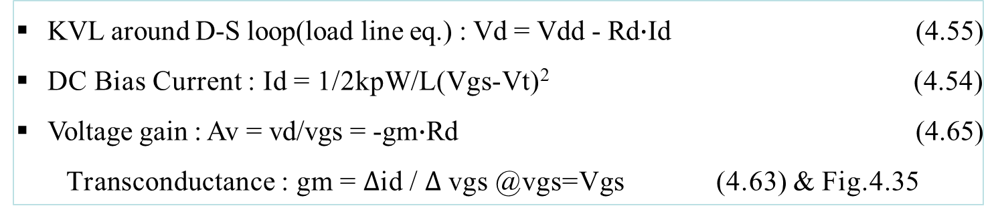 ▪ KVL around D-S loop(load line eq.) : Vd = Vdd - Rd·Id (4.55)
▪ DC Bias Current : Id = 1/2kpW/L(Vgs-Vt)² (4.54)
▪ Voltage gain : Av = vd/vgs = -gm·Rd (4.65)
Transconductance : gm = Δid / Δ vgs @vgs=Vgs (4.63) & Fig.4.35